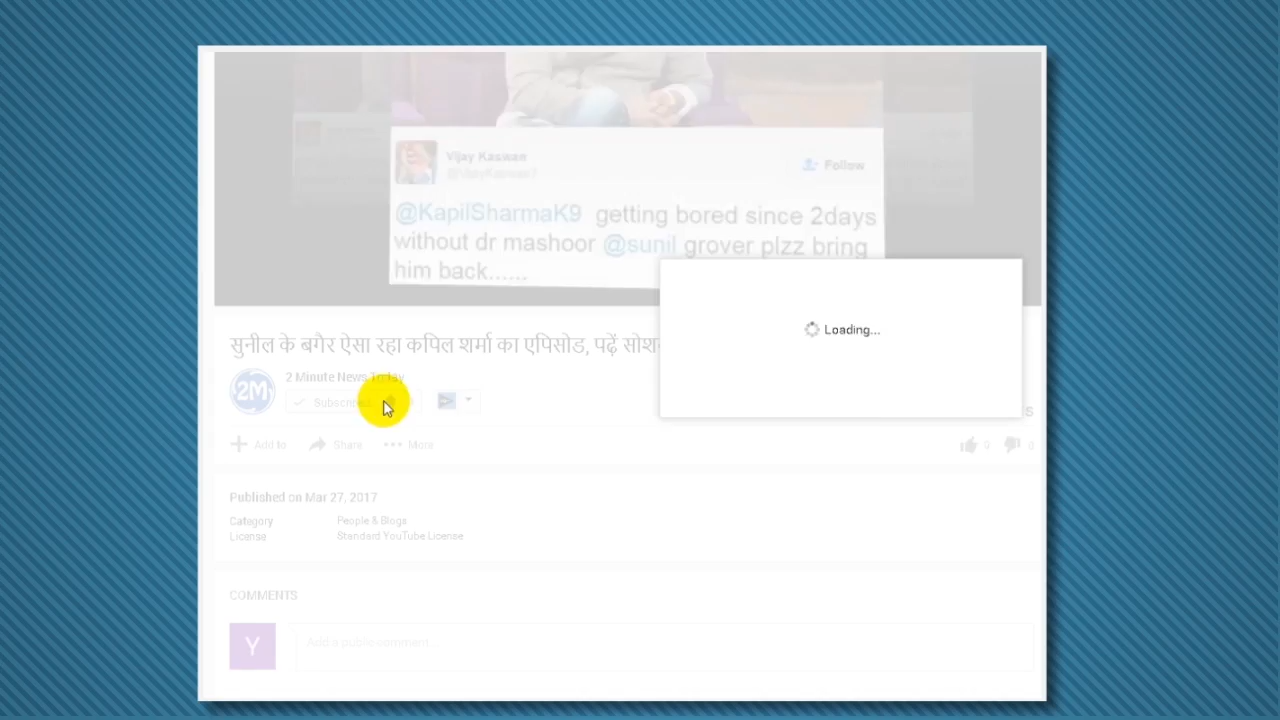 Vijay Kaswan
@VijayKaswan7
Follow
@KapilSharmaK9 getting bored since 2days
without dr mashoor @sunil grover plzz bring
him back......
Loading...
सुनील के बगैर ऐसा रहा कपिल शर्मा का एपिसोड, पढ़ें
2M
2 Minute News Today
Add to
Share
More
0
0
Published on Mar 27, 2017
Category
People & Blogs
License
Standard YouTube License
COMMENTS
Y
Add a public comment...